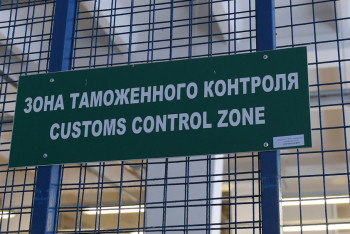 ЗОНА ТАМОЖЕННОГО КОНТРОЛЯ
CUSTOMS CONTROL ZONE